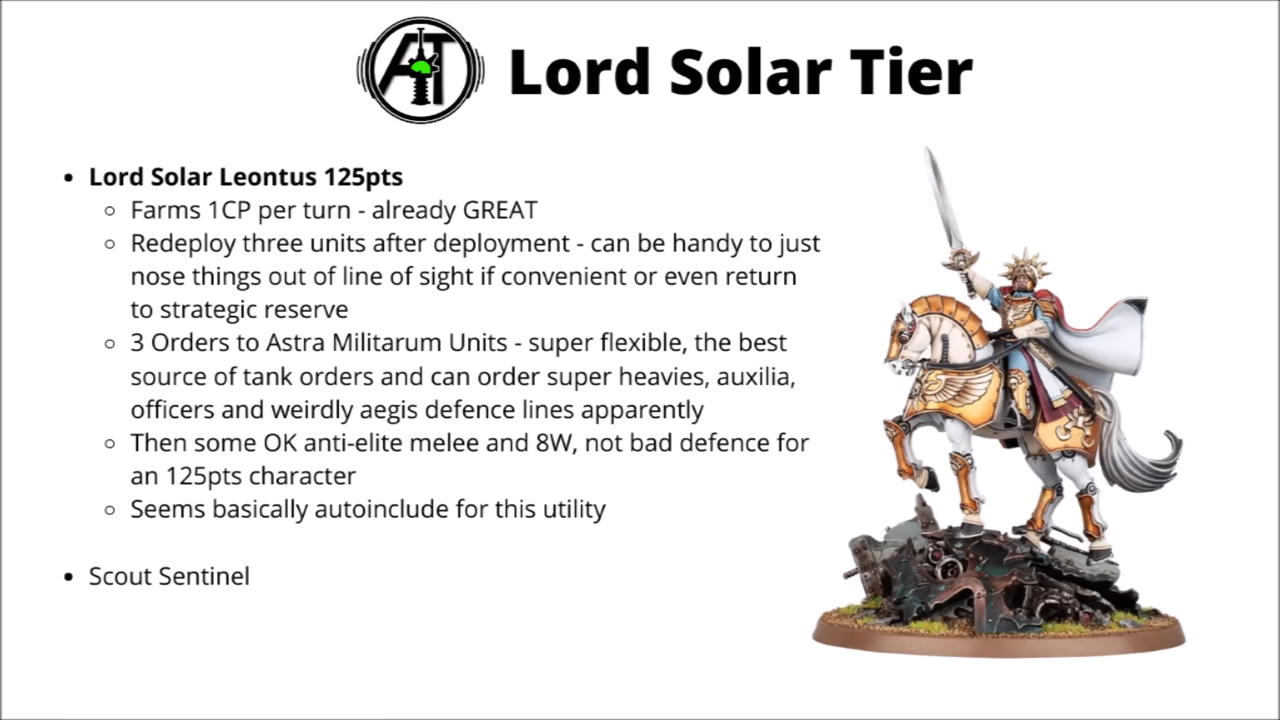 AT
Lord Solar Tier
• Lord Solar Leontus 125pts
○ Farms 1CP per turn - already GREAT
○ Redeploy three units after deployment - can be handy to just
nose things out of line of sight if convenient or even return
to strategic reserve
○ 3 Orders to Astra Militarum Units - super flexible, the best
source of tank orders and can order super heavies, auxilia,
officers and weirdly aegis defence lines apparently
○ Then some OK anti-elite melee and 8W, not bad defence for
an 125pts character
○ Seems basically autoinclude for this utility
• Scout Sentinel